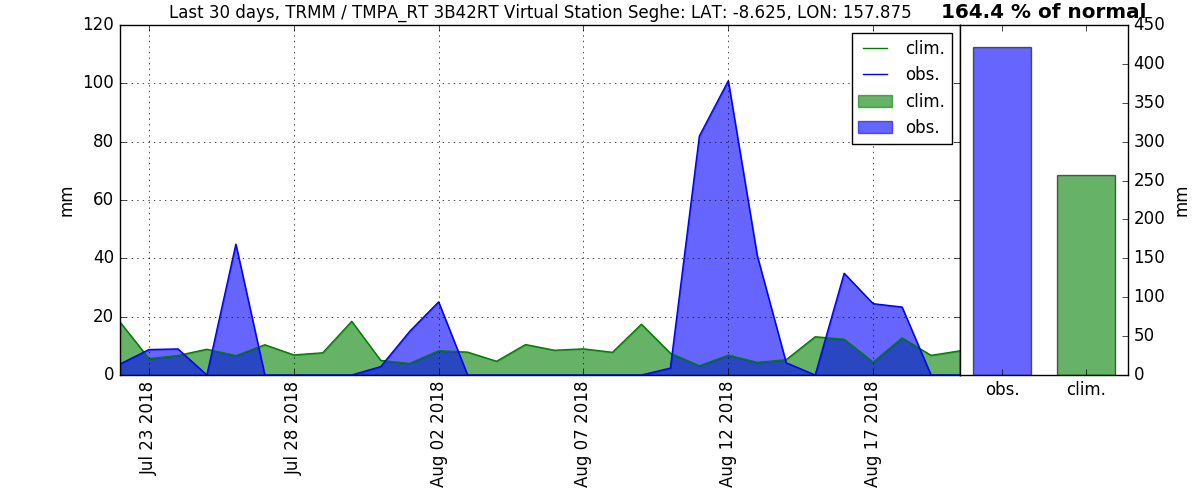 Last 30 days, TRMM / TMPA_RT 3B42RT Virtual Station Seghe: LAT: -8.625, LON: 157.875
164.4 % of normal
120
100
80
60
40
20
0
mm
clim.
obs.
clim.
obs.
Jul 23 2018
Jul 28 2018
Aug 02 2018
Aug 07 2018
Aug 12 2018
Aug 17 2018
450
400
350
300
250
200
150
100
50
0
mm
obs.
clim.